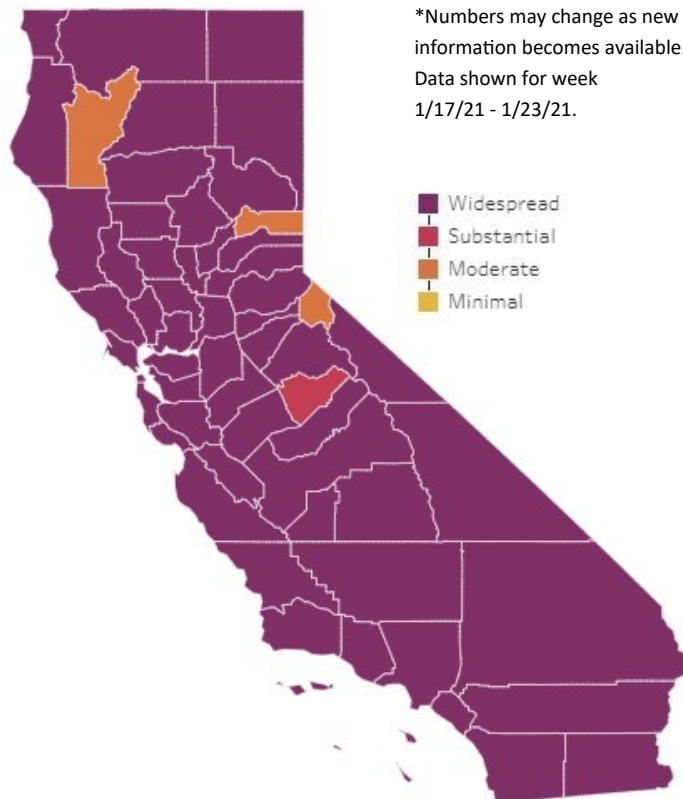 *Numbers may change as new
information becomes available.
Data shown for week
1/17/21 - 1/23/21.
Widespread
Substantial
Moderate
Minimal